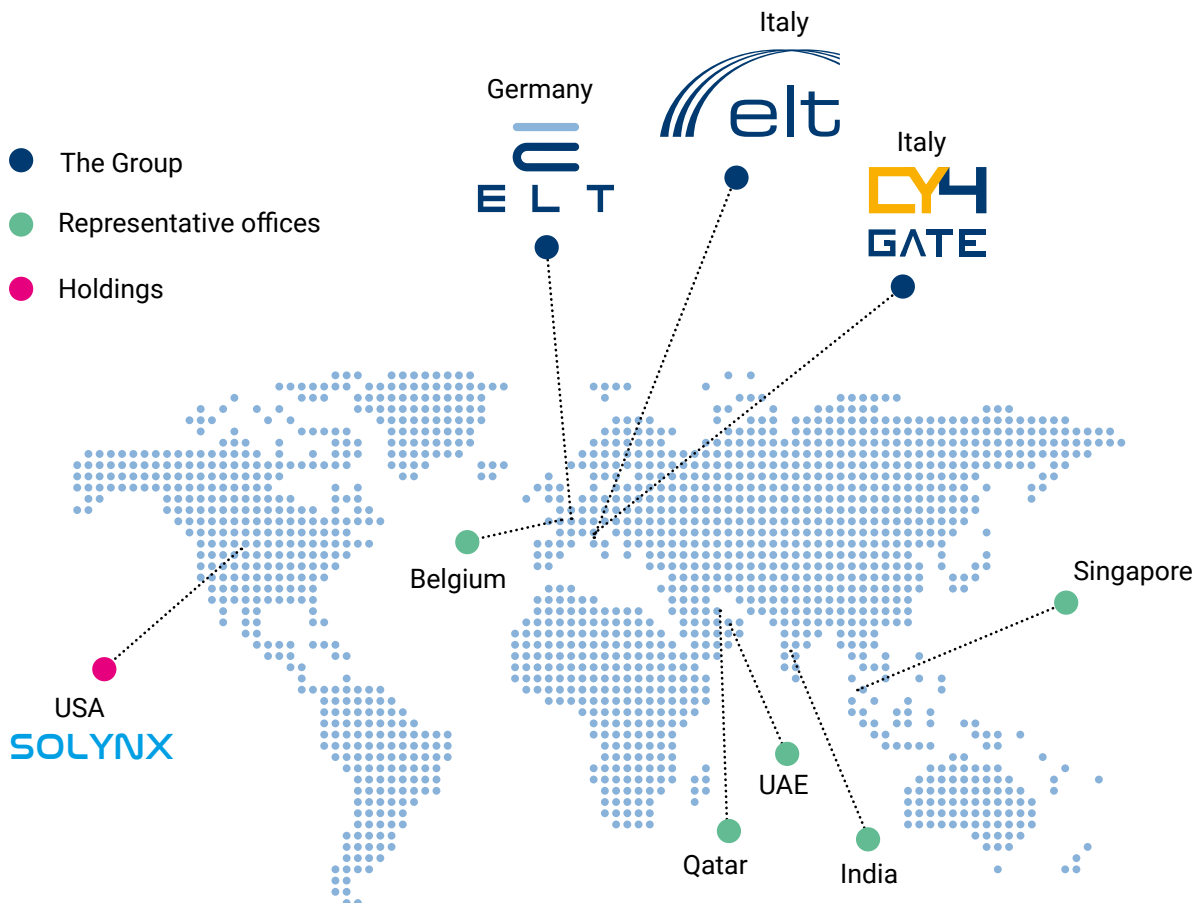 Italy
elt
Germany
ELT
Italy
CY4
GATE
The Group
Representative offices
Holdings
Belgium
Singapore
USA
SOLYNX
UAE
Qatar
India